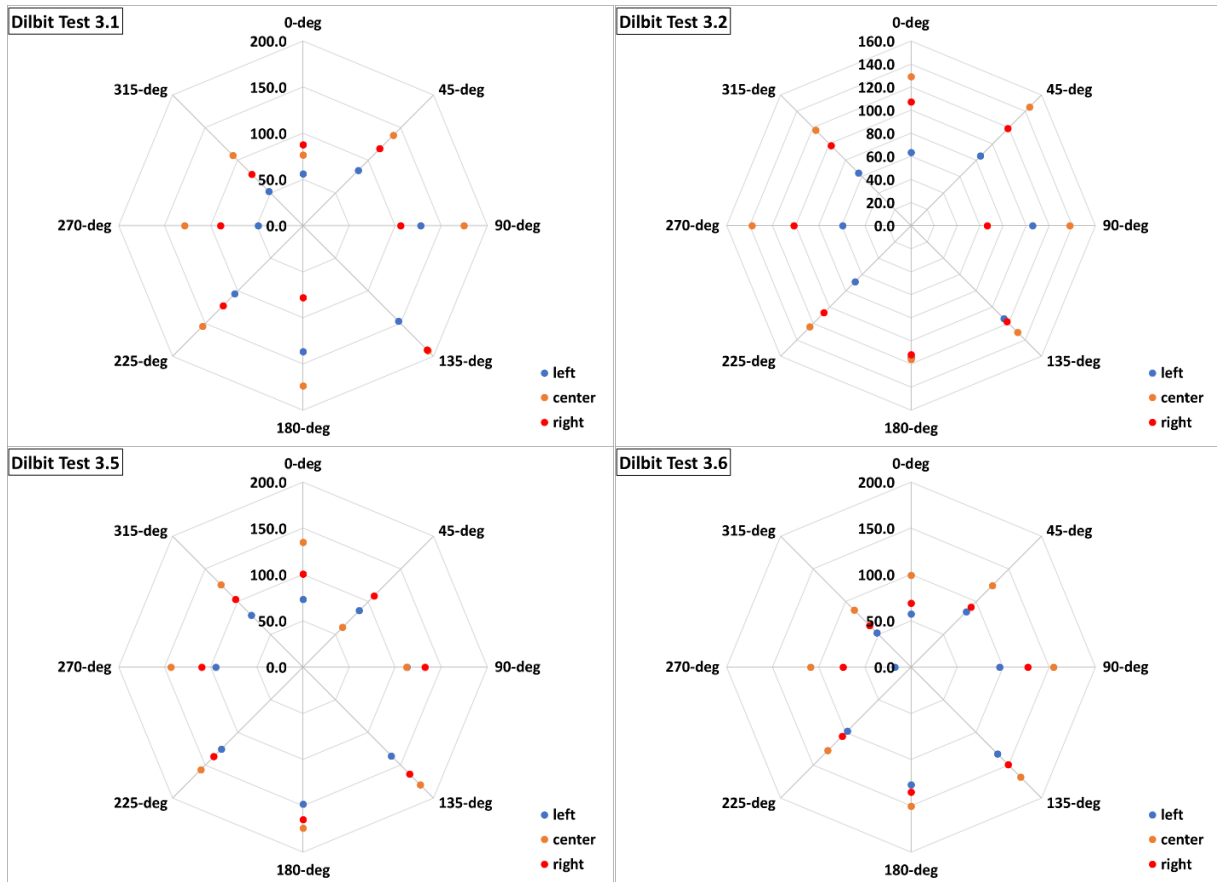 Dilbit Test 3.1
0-deg
200.0
315-deg
45-deg
150.0
100.0
50.0
270-deg
0.0
90-deg
225-deg
135-deg
180-deg
left
center
right
Dilbit Test 3.2
0-deg
160.0
140.0
315-deg
45-deg
120.0
100.0
80.0
60.0
40.0
20.0
270-deg
0.0
90-deg
225-deg
135-deg
180-deg
left
center
right
Dilbit Test 3.5
0-deg
200.0
315-deg
45-deg
150.0
100.0
50.0
270-deg
0.0
90-deg
225-deg
135-deg
180-deg
left
center
right
Dilbit Test 3.6
0-deg
200.0
315-deg
45-deg
150.0
100.0
50.0
270-deg
0.0
90-deg
225-deg
135-deg
180-deg
left
center
right